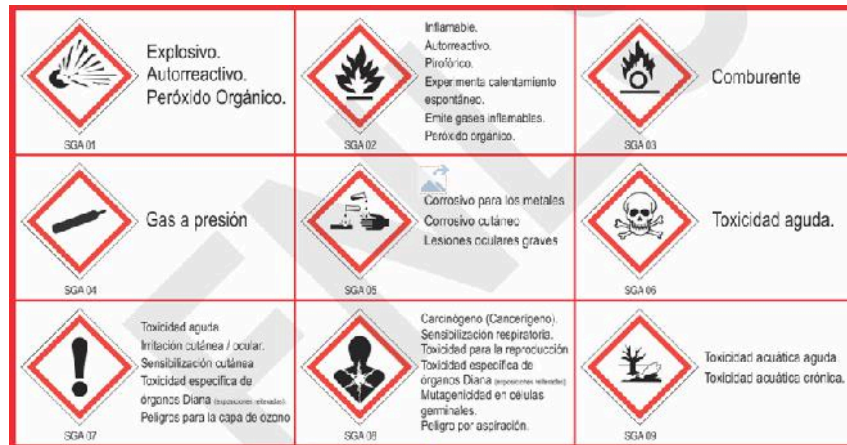 Explosivo.
Autorreactivo.
Peróxido Orgánico.
SGA 01
Inflamable.
Autorreactivo.
Pirofórico.
Experimenta calentamiento
espontáneo.
Emite gases inflamables.
Peróxido orgánico.
SGA 02
Comburente
SGA 03
Gas a presión
SGA 04
Corrosivo para los metales
Corrosivo cutáneo
Lesiones oculares graves
SGA 05
Toxicidad aguda.
SGA 06
Toxicidad aguda
Irritación cutánea / ocular.
Sensibilización cutánea
Toxicidad específica de
órganos Diana
Peligros para la capa de ozono
SGA 07
Carcinógeno (Cancerígeno).
Sensibilización respiratoria.
Toxicidad para la reproducción
Toxicidad específica de
órganos Diana
Mutagenicidad en células
germinales.
Peligro por aspiración.
SGA 08
Toxicidad acuática aguda
Toxicidad acuática crónica.
SGA 09